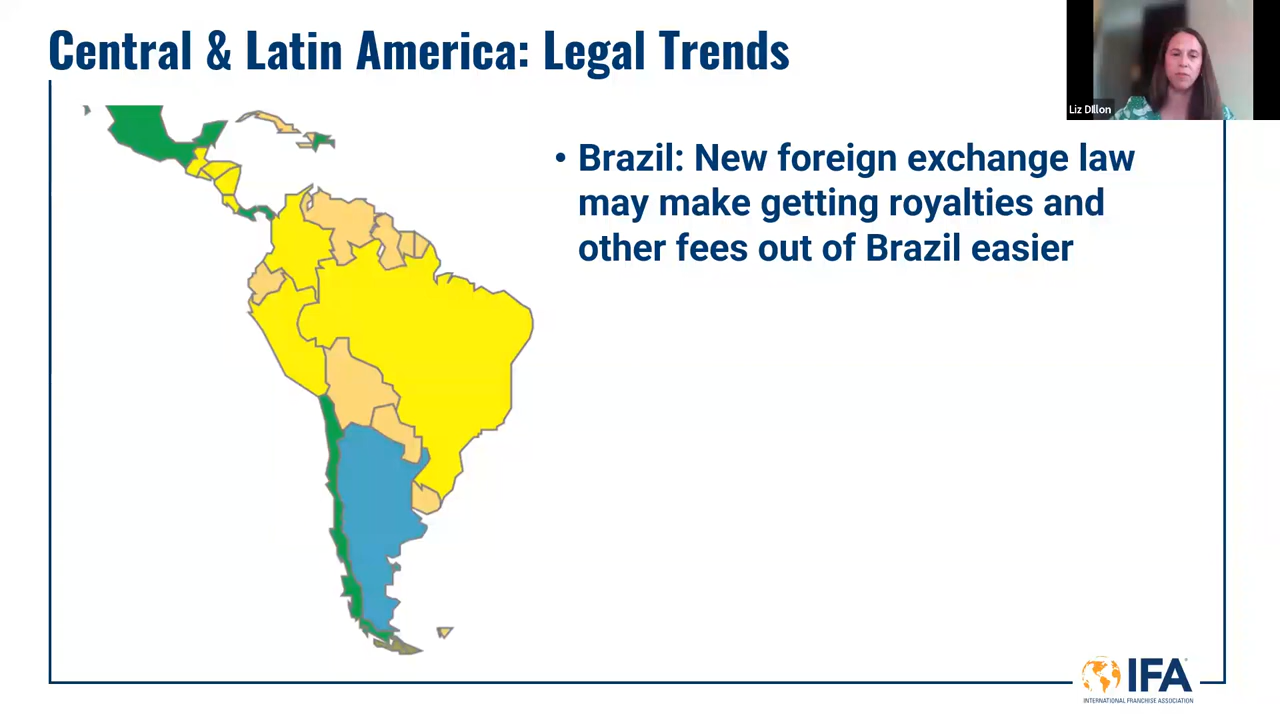 Central & Latin America: Legal Trends
Liz Dillon
• Brazil: New foreign exchange law
may make getting royalties and
other fees out of Brazil easier
IFA
INTERNATIONAL FRANCHISE ASSOCIATION